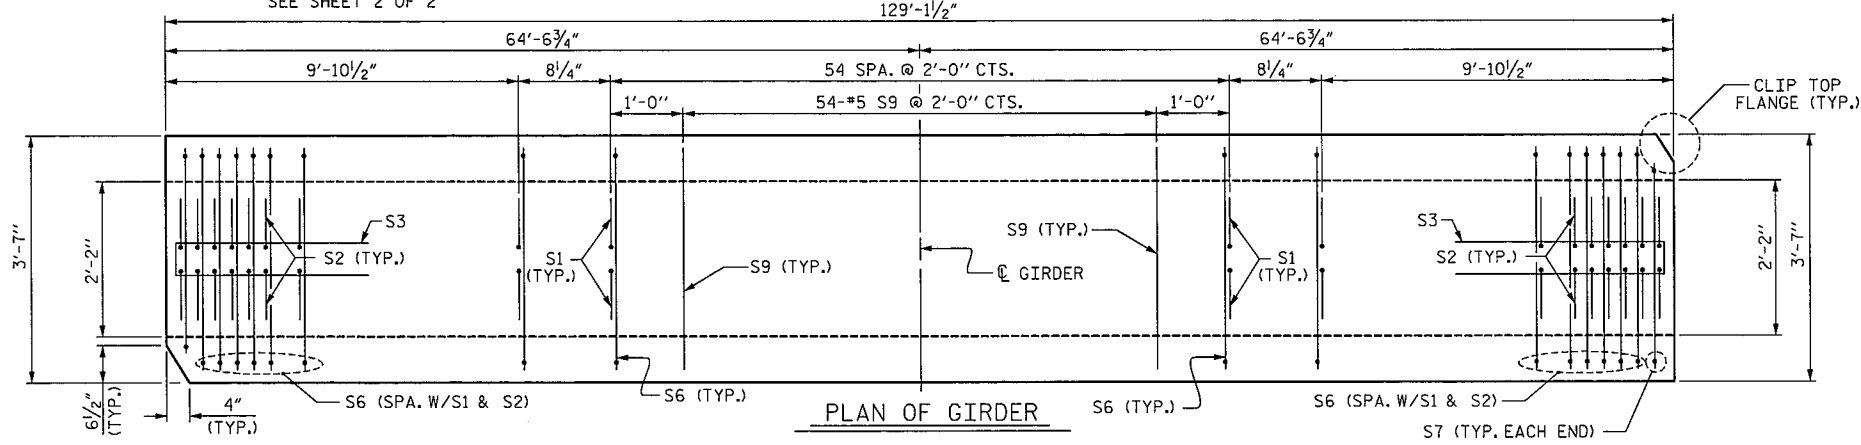 SEE SHEET 2 OF 2
129'-1½"
64'-6¾" 64'-6¾"
9'-10½" 8¼" 54 SPA. @ 2'-0" CTS. 8¼" 9'-10½"
1'-0" 54-#5 S9 @ 2'-0" CTS. 1'-0"
CLIP TOP
FLANGE (TYP.)
3'-7"
2'-2"
S3
S2 (TYP.)
S1
(TYP.)
S9 (TYP.)
S9 (TYP.)
℄ GIRDER
S1
(TYP.)
S3
S2 (TYP.)
2'-2"
3'-7"
6½"
(TYP.)
4"
(TYP.)
S6 (SPA. W/S1 & S2)
S6 (TYP.)
PLAN OF GIRDER
S6 (TYP.)
S6 (SPA. W/S1 & S2)
S7 (TYP. EACH END)